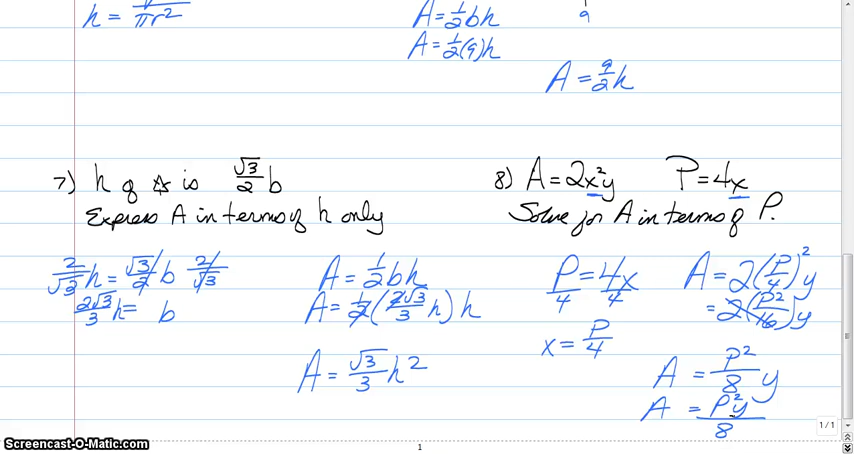 h = V/πr²
A = ½bh
A = ½(9)h
9
A = 9/2 h
7) h of is √3/2 b
Express A in terms of h only
2/√3 h = √3/2 b 2/√3
2√3/3 h = b
A = ½bh
A = ½(2√3/3 h)h
A = √3/3 h²
8) A = 2x²y P = 4x
Solve for A in terms of P.
P/4 = 4x/4
x = P/4
A = 2(P/4)²y
= 2(P²/16)y
A = P²/8 y
A = P²y/8
1/1
Screencast-O-Matic.com
1